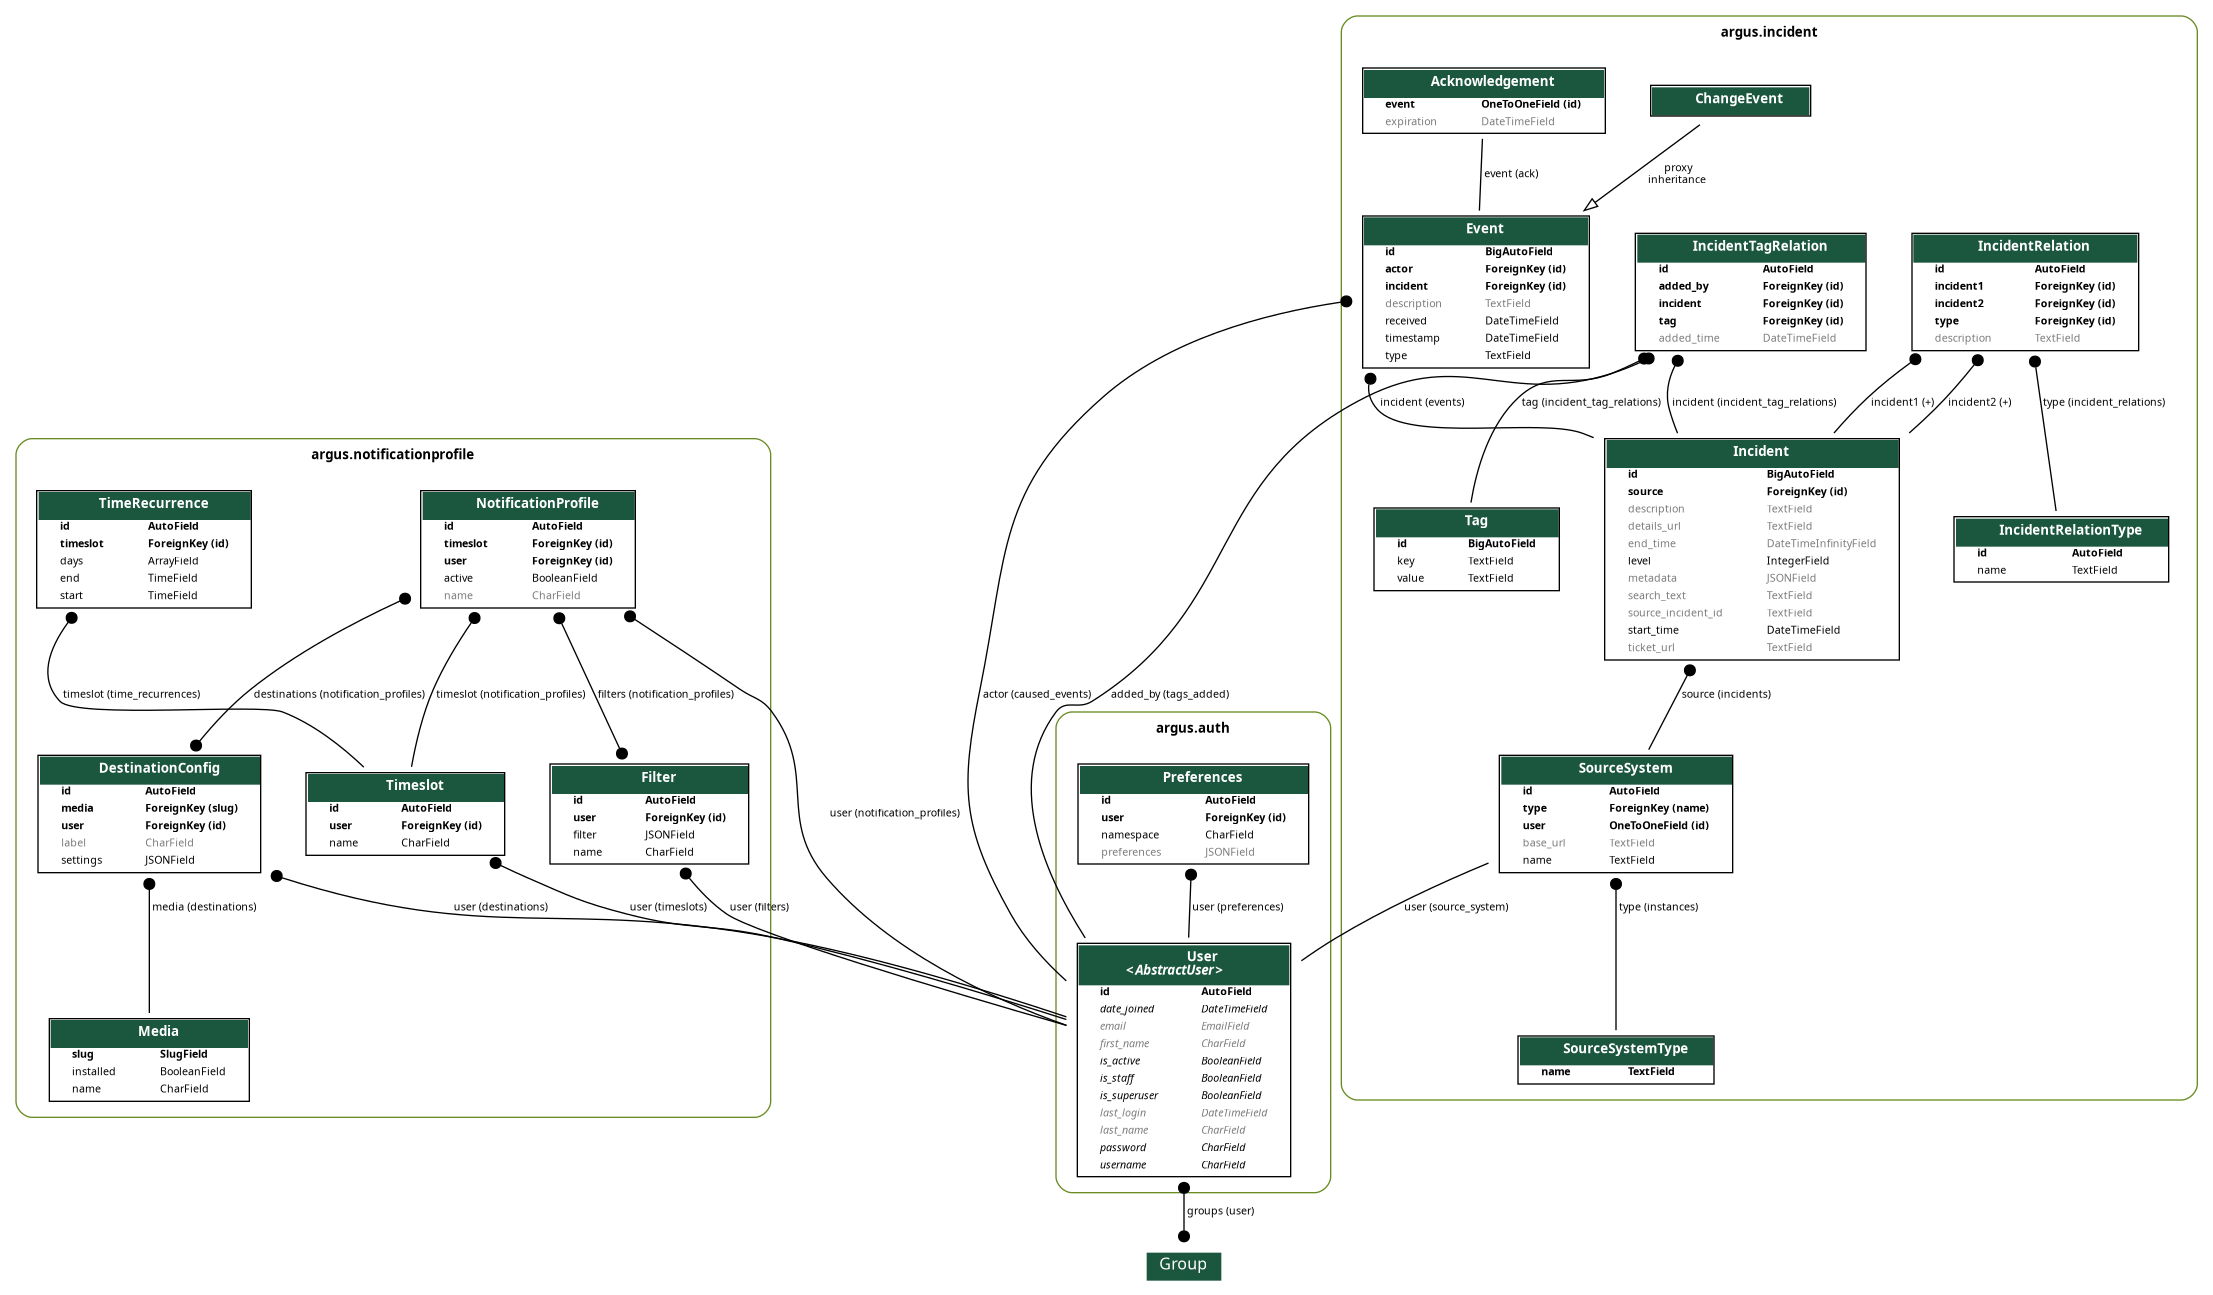 argus.incident
Acknowledgement
event OneToOneField (id)
expiration DateTimeField
ChangeEvent
event (ack)
proxy
inheritance
Event
id BigAutoField
actor ForeignKey (id)
incident ForeignKey (id)
description TextField
received DateTimeField
timestamp DateTimeField
type TextField
IncidentTagRelation
id AutoField
added_by ForeignKey (id)
incident ForeignKey (id)
tag ForeignKey (id)
added_time DateTimeField
IncidentRelation
id AutoField
incident1 ForeignKey (id)
incident2 ForeignKey (id)
type ForeignKey (id)
description TextField
incident (events)
tag (incident_tag_relations)
incident (incident_tag_relations)
incident1 (+)
incident2 (+)
type (incident_relations)
Incident
id BigAutoField
source ForeignKey (id)
description TextField
details_url TextField
end_time DateTimeInfinityField
level IntegerField
metadata JSONField
search_text TextField
source_incident_id TextField
start_time DateTimeField
ticket_url TextField
Tag
id BigAutoField
key TextField
value TextField
IncidentRelationType
id AutoField
name TextField
source (incidents)
SourceSystem
id AutoField
type ForeignKey (name)
user OneToOneField (id)
base_url TextField
name TextField
user (source_system)
type (instances)
SourceSystemType
name TextField
argus.notificationprofile
TimeRecurrence
id AutoField
timeslot ForeignKey (id)
days ArrayField
end TimeField
start TimeField
NotificationProfile
id AutoField
timeslot ForeignKey (id)
user ForeignKey (id)
active BooleanField
name CharField
timeslot (time_recurrences)
destinations (notification_profiles)
timeslot (notification_profiles)
filters (notification_profiles)
DestinationConfig
id AutoField
media ForeignKey (slug)
user ForeignKey (id)
label CharField
settings JSONField
Timeslot
id AutoField
user ForeignKey (id)
name CharField
Filter
id AutoField
user ForeignKey (id)
filter JSONField
name CharField
media (destinations)
user (destinations)
user (timeslots)
user (filters)
user (notification_profiles)
Media
slug SlugField
installed BooleanField
name CharField
actor (caused_events)
added_by (tags_added)
argus.auth
Preferences
id AutoField
user ForeignKey (id)
namespace CharField
preferences JSONField
user (preferences)
User
<AbstractUser>
id AutoField
date_joined DateTimeField
email EmailField
first_name CharField
is_active BooleanField
is_staff BooleanField
is_superuser BooleanField
last_login DateTimeField
last_name CharField
password CharField
username CharField
groups (user)
Group